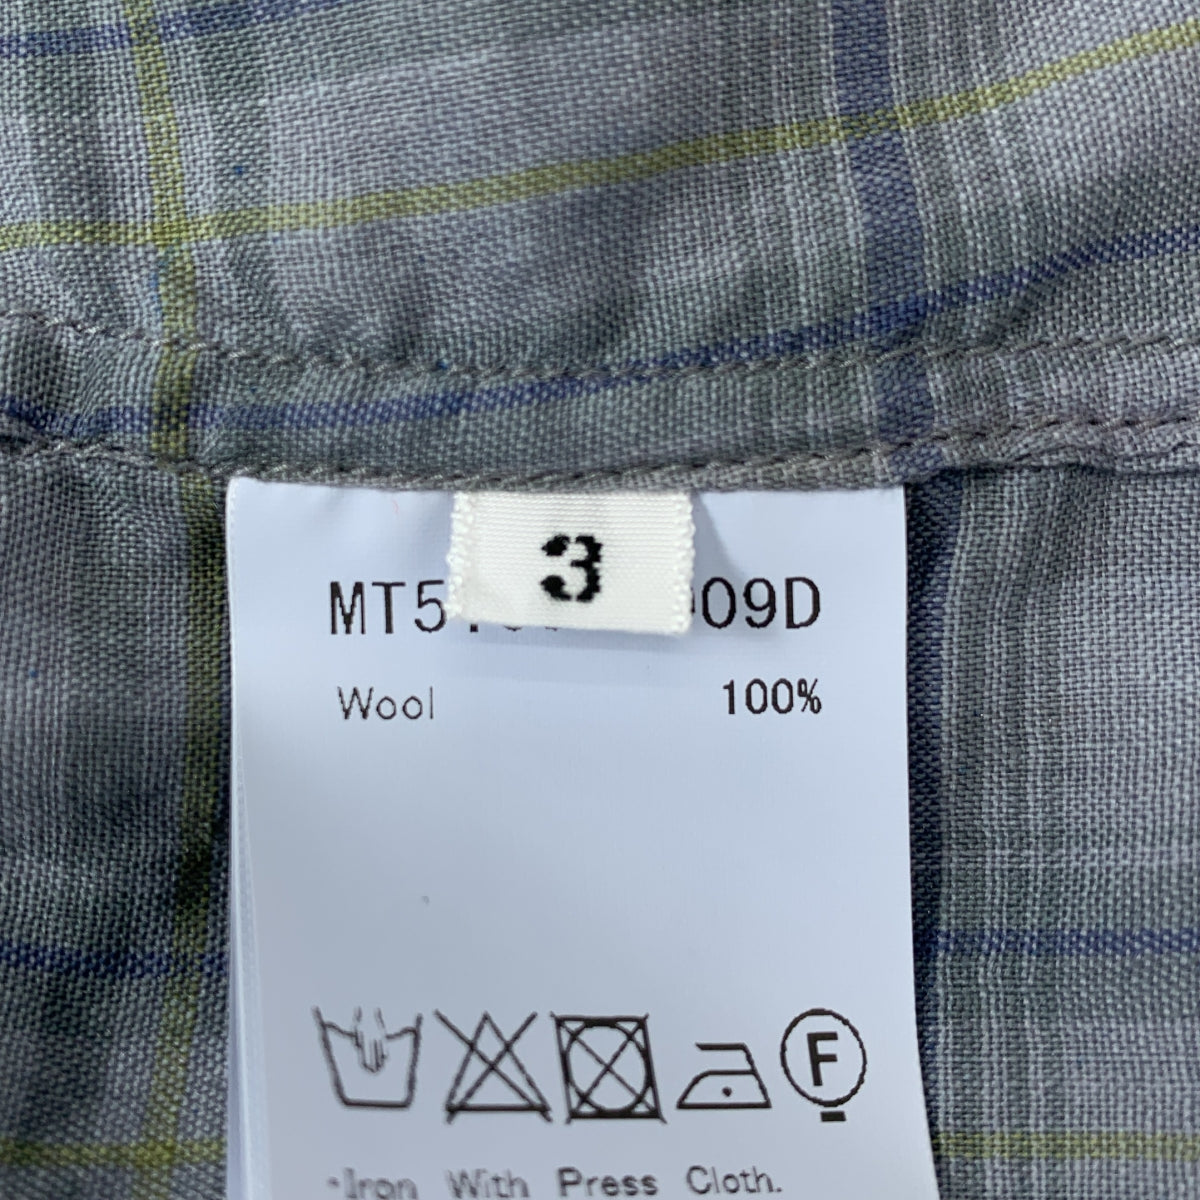 3
MT5 09D
Wool 100%
F
·Iron With Press Cloth.